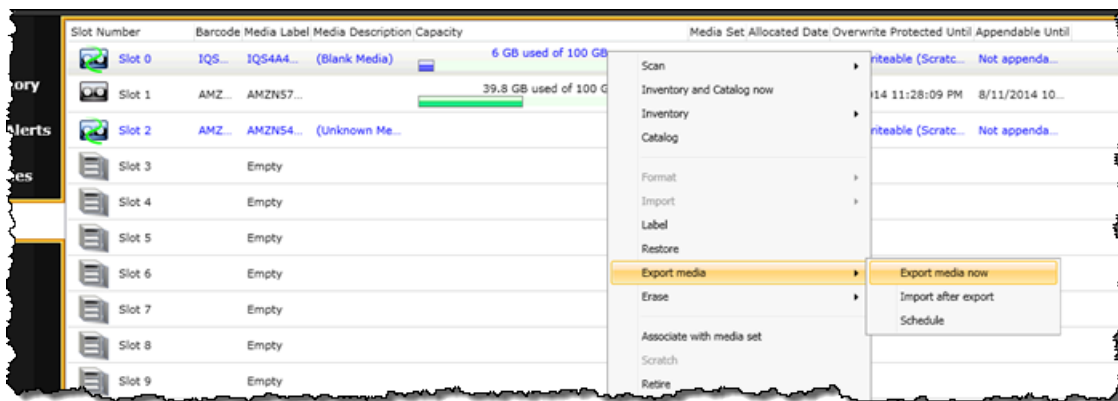 Slot Number Barcode Media Label Media Description Capacity Media Set Allocated Date Overwrite Protected Until Appendable Until
Slot 0 IQS... IQS4A4... (Blank Media) 6 GB used of 100 GB riteable (Scratc... Not appenda...
Slot 1 AMZ... AMZN57... 39.8 GB used of 100 G 14 11:28:09 PM 8/11/2014 10...
Slot 2 AMZ... AMZN54... (Unknown Me... riteable (Scratc... Not appenda...
Slot 3 Empty
Slot 4 Empty
Slot 5 Empty
Slot 6 Empty
Slot 7 Empty
Slot 8 Empty
Slot 9 Empty
ory
Alerts
es
Scan
Inventory and Catalog now
Inventory
Catalog
Format
Import
Label
Restore
Export media
Erase
Associate with media set
Scratch
Retire
Export media now
Import after export
Schedule